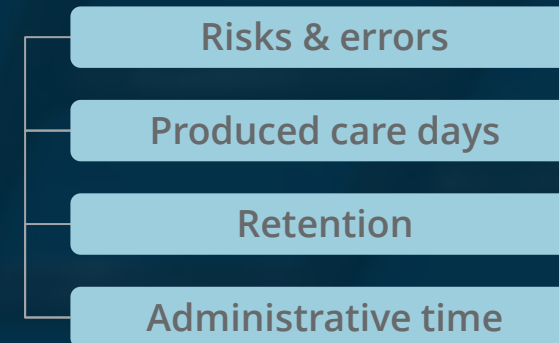 Risks & errors
Produced care days
Retention
Administrative time